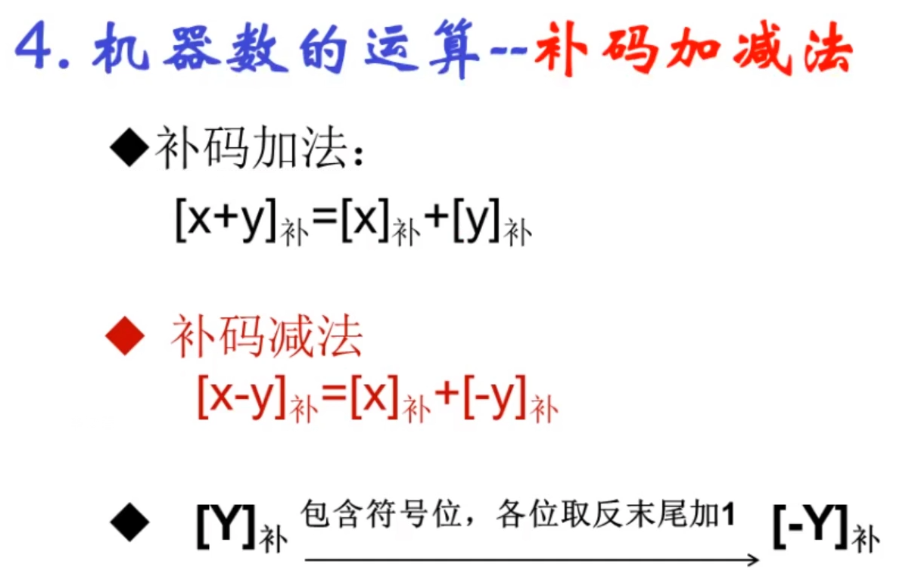 4. 机器数的运算--补码加减法
◆补码加法：
[x+y]补=[x]补+[y]补
◆ 补码减法
[x-y]补=[x]补+[-y]补
◆ [Y]补 包含符号位，各位取反末尾加1 [-Y]补